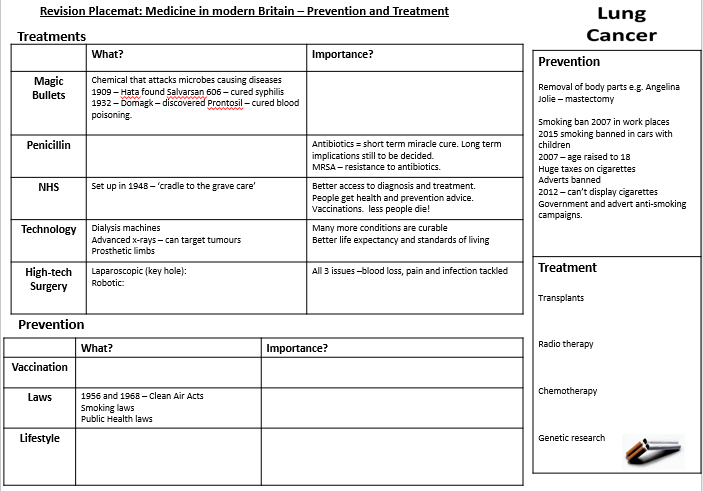 Revision Placemat: Medicine in modern Britain – Prevention and Treatment
Treatments
What?
Importance?
Magic
Bullets
Chemical that attacks microbes causing diseases
1909 – Hata found Salvarsan 606 – cured syphilis
1932 – Domagk – discovered Prontosil – cured blood
poisoning.
Penicillin
Antibiotics = short term miracle cure. Long term
implications still to be decided.
MRSA – resistance to antibiotics.
NHS
Set up in 1948 – ‘cradle to the grave care’
Better access to diagnosis and treatment.
People get health and prevention advice.
Vaccinations. less people die!
Technology
Dialysis machines
Advanced x-rays – can target tumours
Prosthetic limbs
Many more conditions are curable
Better life expectancy and standards of living
High-tech
Surgery
Laparoscopic (key hole):
Robotic:
All 3 issues –blood loss, pain and infection tackled
Prevention
What?
Importance?
Vaccination
Laws
1956 and 1968 – Clean Air Acts
Smoking laws
Public Health laws
Lifestyle
Lung
Cancer
Prevention
Removal of body parts e.g. Angelina
Jolie – mastectomy
Smoking ban 2007 in work places
2015 smoking banned in cars with
children
2007 – age raised to 18
Huge taxes on cigarettes
Adverts banned
2012 – can’t display cigarettes
Government and advert anti-smoking
campaigns.
Treatment
Transplants
Radio therapy
Chemotherapy
Genetic research